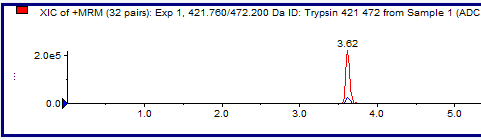 XIC of +MRM (32 pairs): Exp 1, 421.760/472.200 Da ID: Trypsin 421 472 from Sample 1 (ADC
3.62
2.0e5
0.0
1.0 2.0 3.0 4.0 5.0